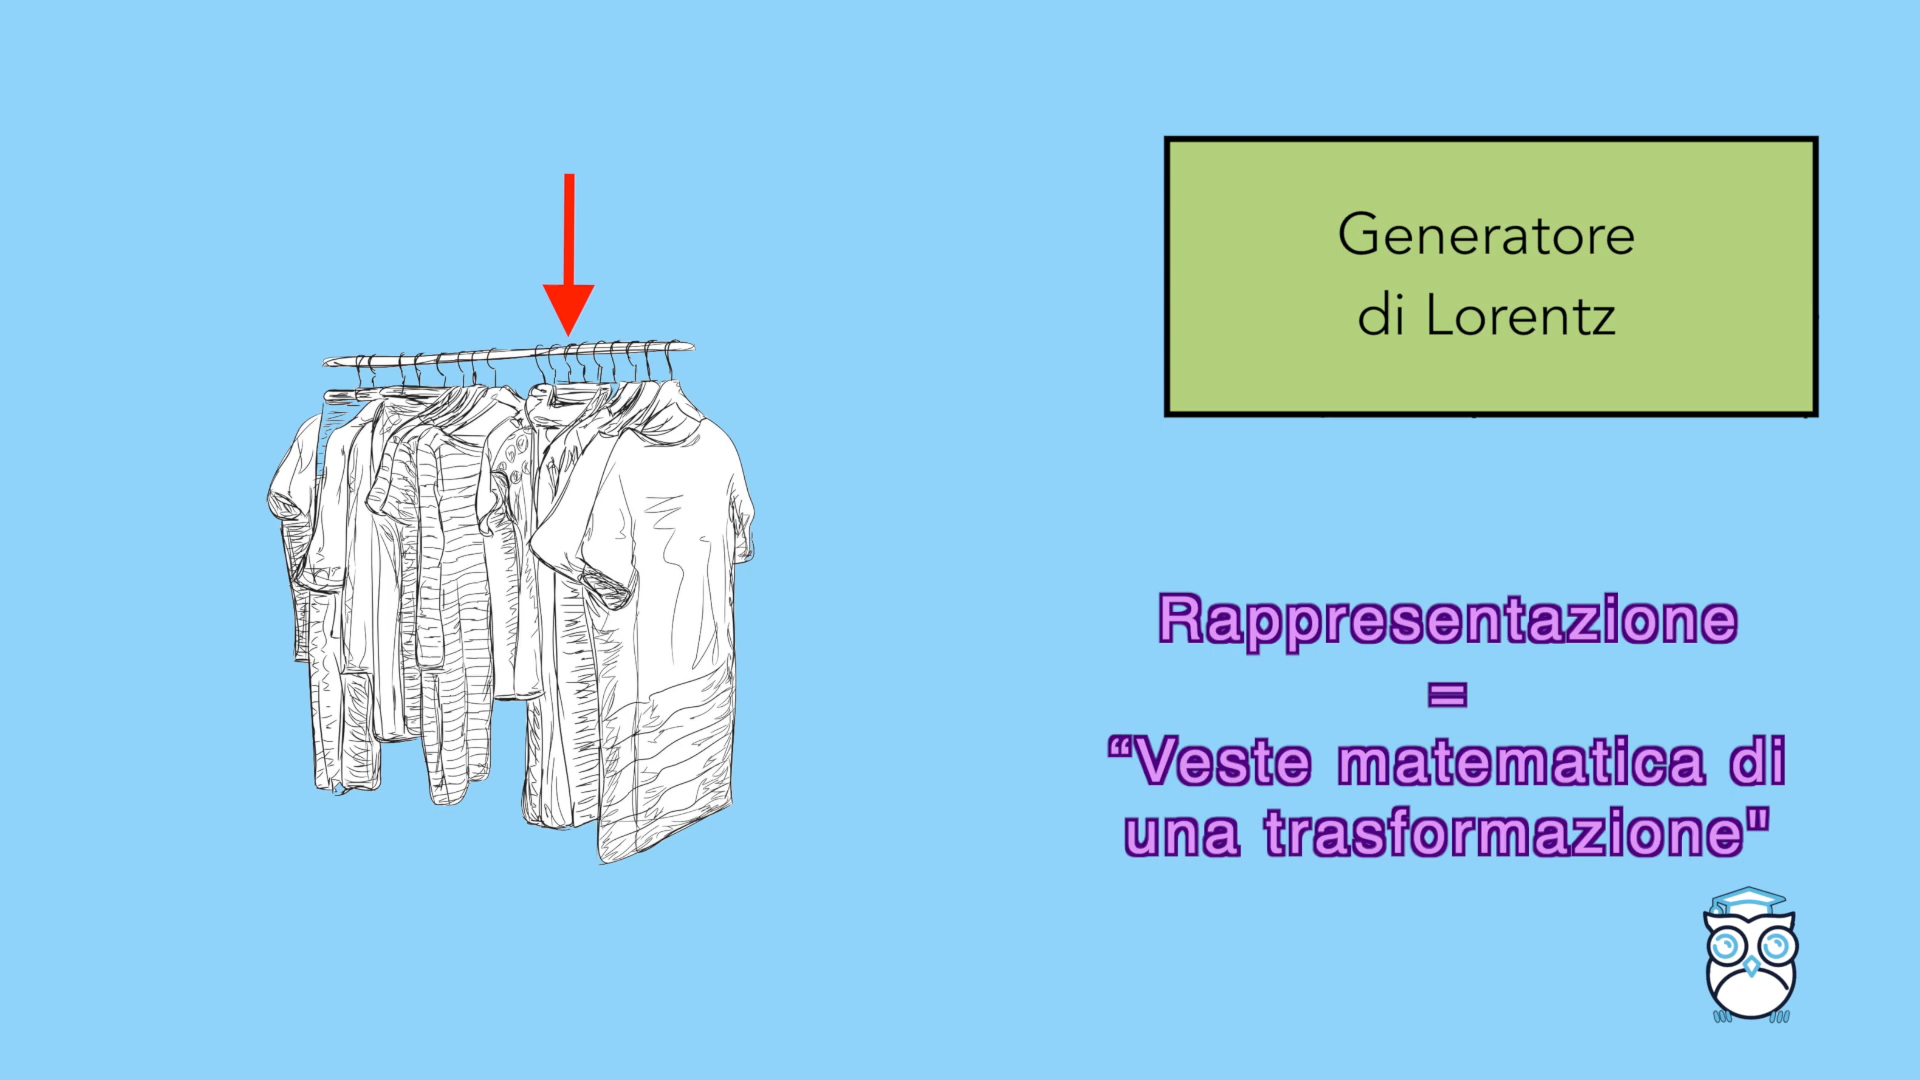 Generatore
di Lorentz
Rappresentazione
=
“Veste matematica di
una trasformazione"